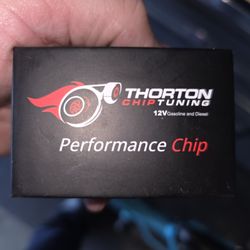 THORTON
CHIPTUNING
12V Gasoline and Diesel
Performance Chip